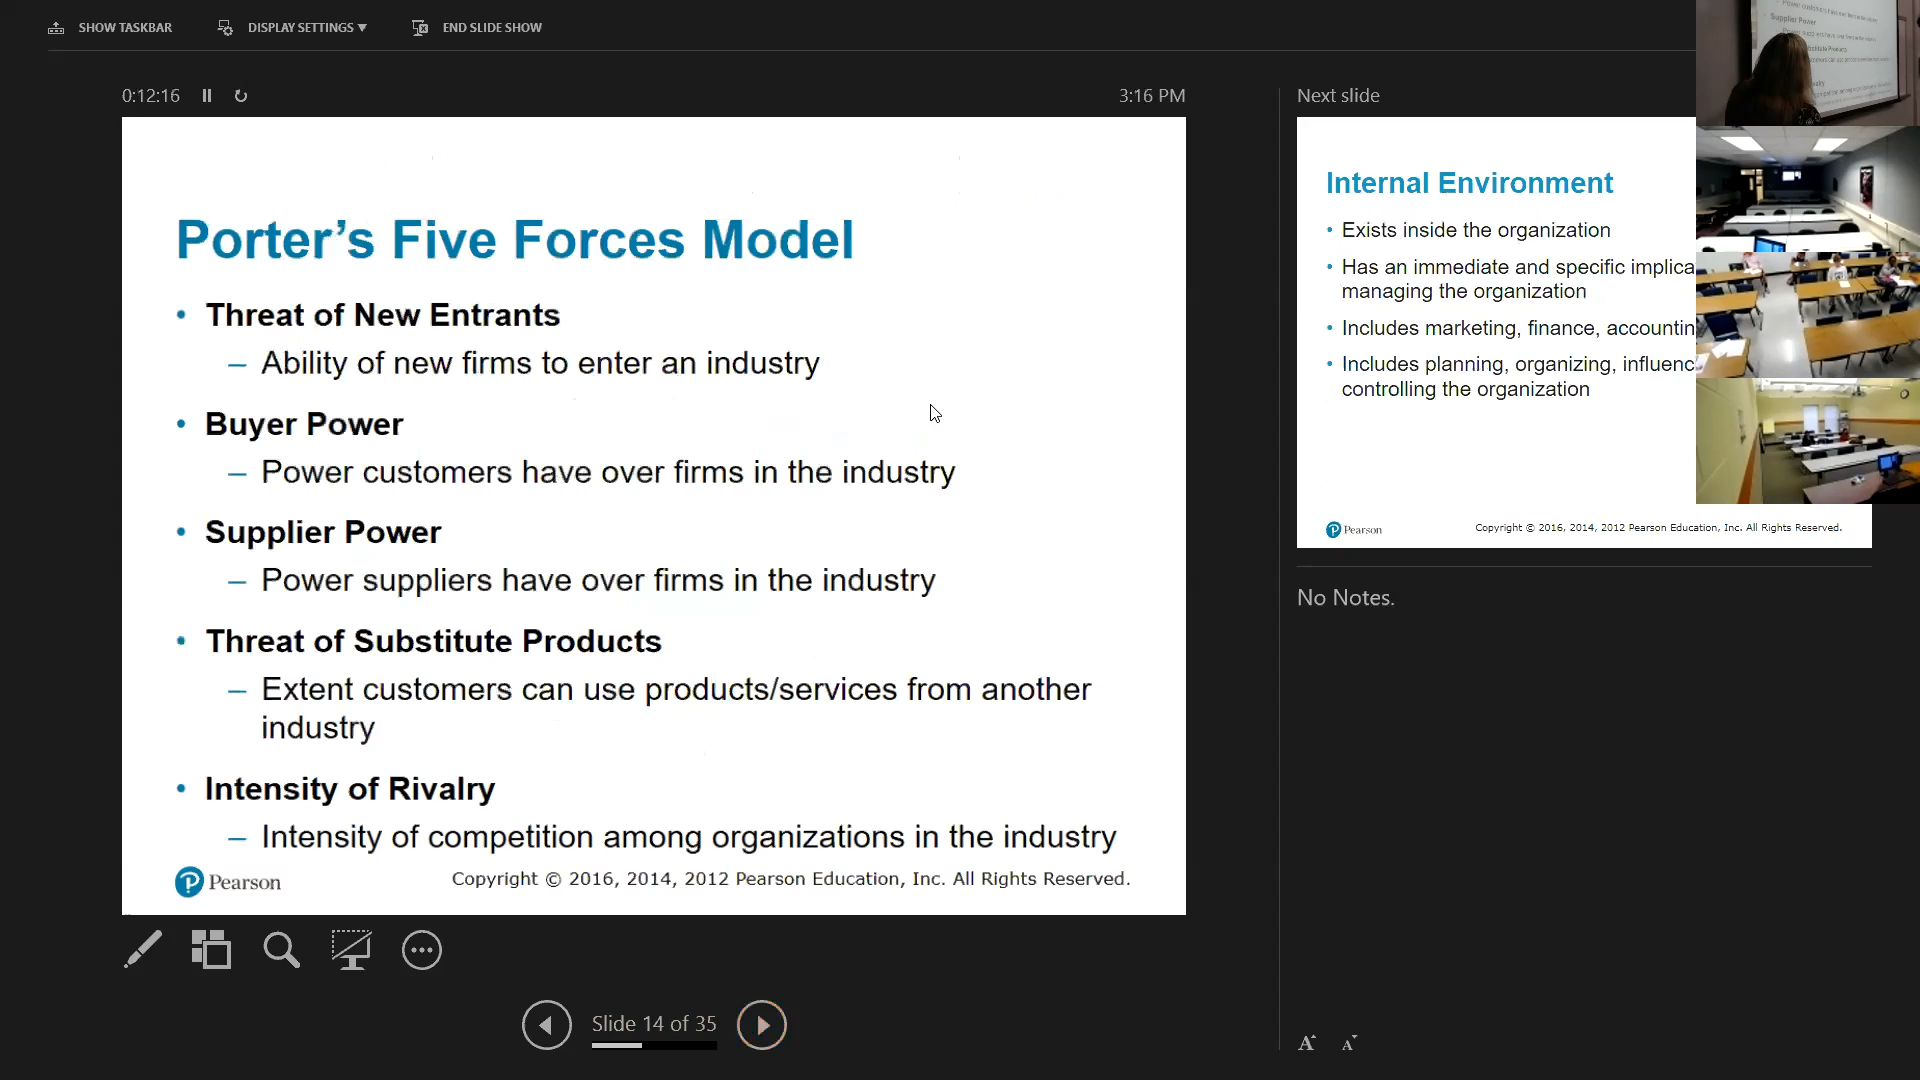 SHOW TASKBAR
DISPLAY SETTINGS ▾
END SLIDE SHOW
0:12:16
3:16 PM
Porter’s Five Forces Model
• Threat of New Entrants
– Ability of new firms to enter an industry
• Buyer Power
– Power customers have over firms in the industry
• Supplier Power
– Power suppliers have over firms in the industry
• Threat of Substitute Products
– Extent customers can use products/services from another
industry
• Intensity of Rivalry
– Intensity of competition among organizations in the industry
Pearson
Copyright © 2016, 2014, 2012 Pearson Education, Inc. All Rights Reserved.
Slide 14 of 35
Next slide
Internal Environment
• Exists inside the organization
• Has an immediate and specific implica
managing the organization
• Includes marketing, finance, accountin
• Includes planning, organizing, influenc
controlling the organization
Pearson
Copyright © 2016, 2014, 2012 Pearson Education, Inc. All Rights Reserved.
No Notes.
A A
Supplier Power